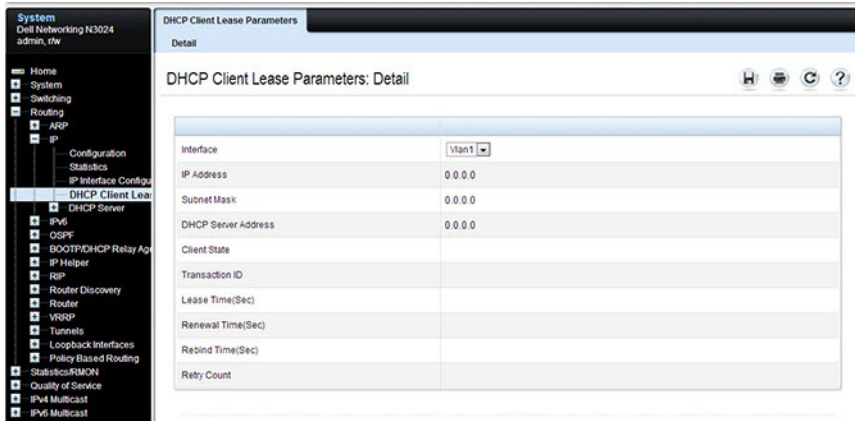 System
Dell Networking N3024
admin, r/w
Home
System
Switching
Routing
ARP
IP
Configuration
Statistics
IP Interface Configu
DHCP Client Leas
DHCP Server
IPv6
OSPF
BOOTP/DHCP Relay Age
IP Helper
RIP
Router Discovery
Router
VRRP
Tunnels
Loopback Interfaces
Policy Based Routing
Statistics/RMON
Quality of Service
IPv4 Multicast
IPv6 Multicast
DHCP Client Lease Parameters
Detail
DHCP Client Lease Parameters: Detail
H C ?
Interface Vlan1
IP Address 0.0.0.0
Subnet Mask 0.0.0.0
DHCP Server Address 0.0.0.0
Client State
Transaction ID
Lease Time(Sec)
Renewal Time(Sec)
Rebind Time(Sec)
Retry Count